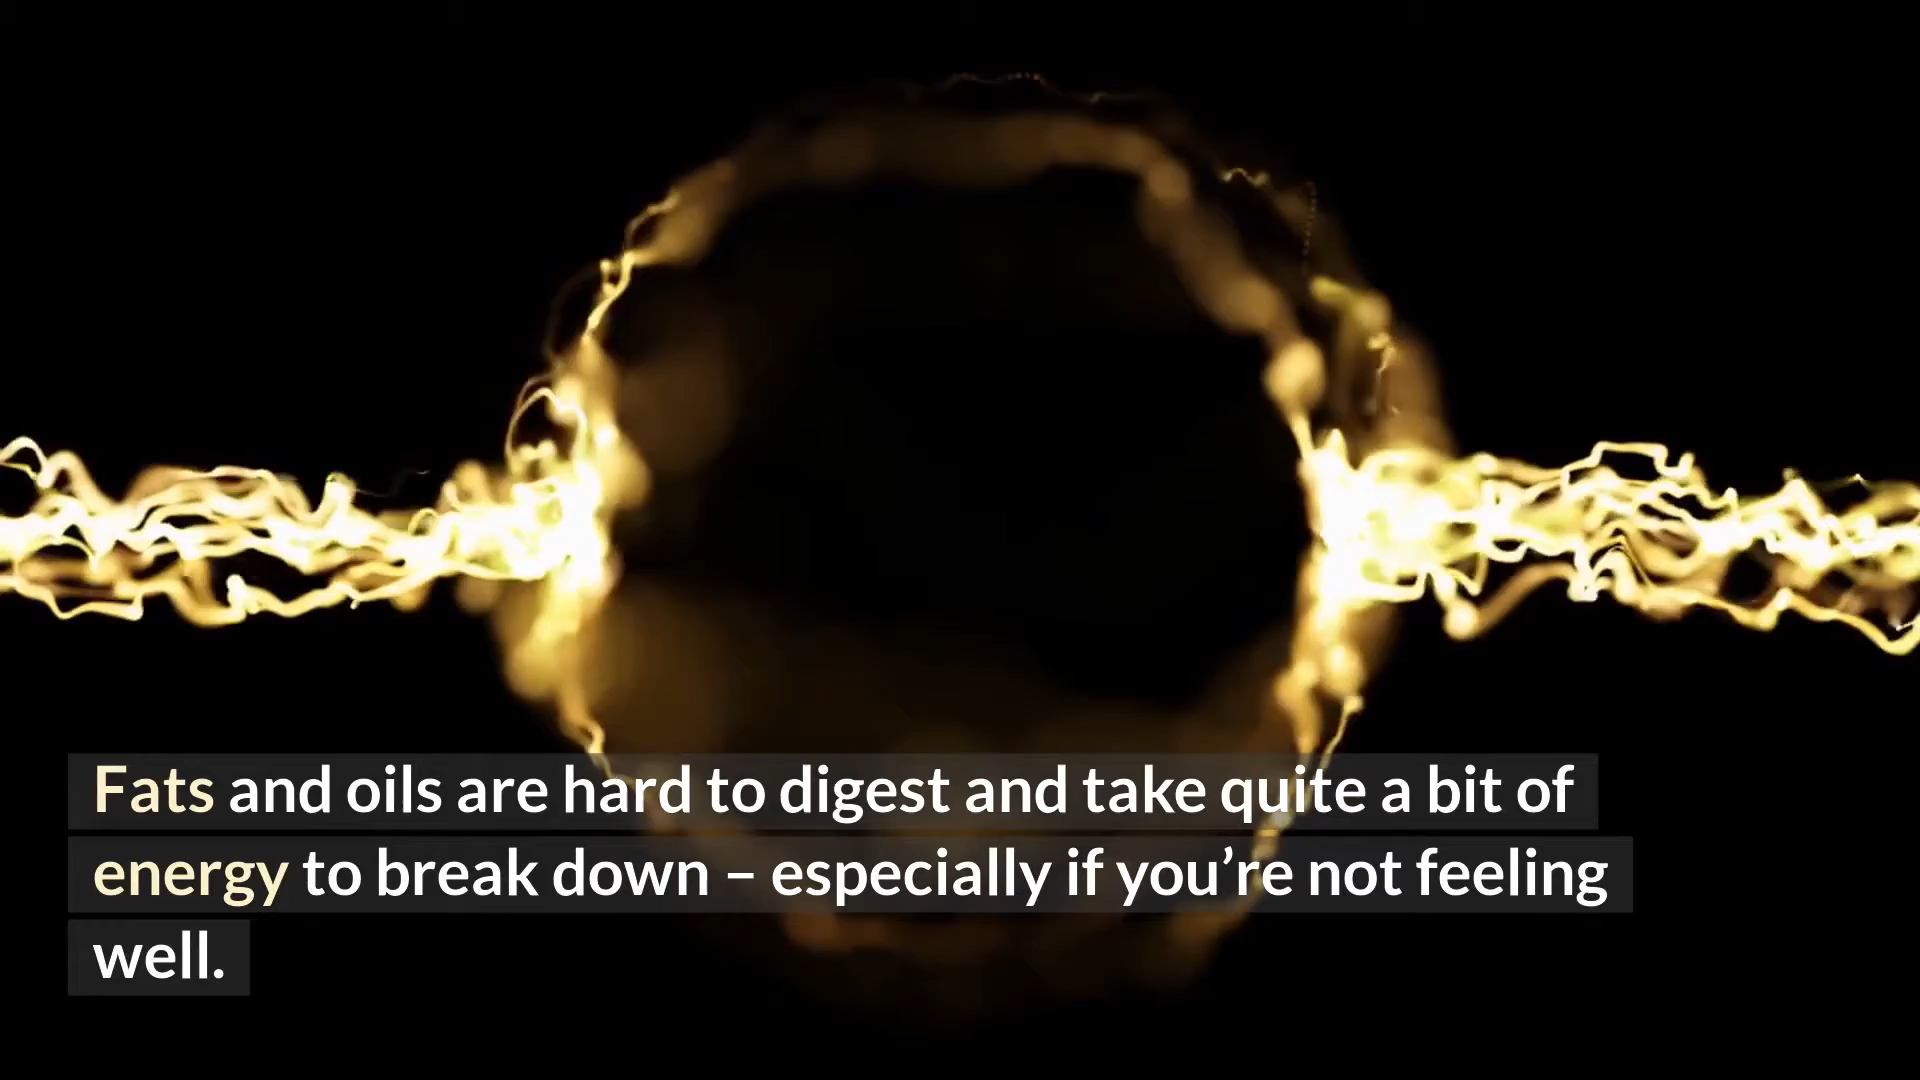 Fats and oils are hard to digest and take quite a bit of
energy to break down – especially if you’re not feeling
well.